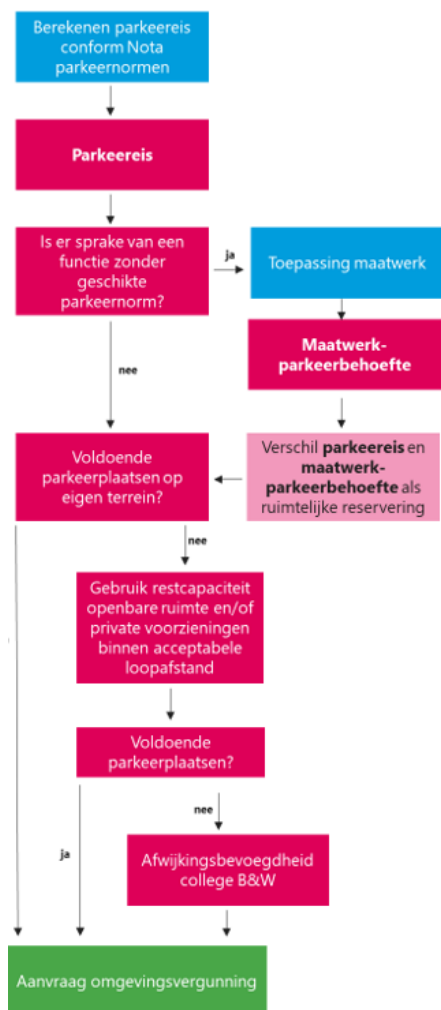 Berekenen parkeereis
conform Nota
parkeernormen
Parkeereis
Is er sprake van een
functie zonder
geschikte
parkeernorm?
ja
Toepassing maatwerk
Maatwerk-
parkeerbehoefte
nee
Voldoende
parkeerplaatsen op
eigen terrein?
Verschil parkeereis en
maatwerk-
parkeerbehoefte als
ruimtelijke reservering
nee
Gebruik restcapaciteit
openbare ruimte en/of
private voorzieningen
binnen acceptabele
loopafstand
Voldoende
parkeerplaatsen?
nee
ja
Afwijkingsbevoegdheid
college B&W
Aanvraag omgevingsvergunning